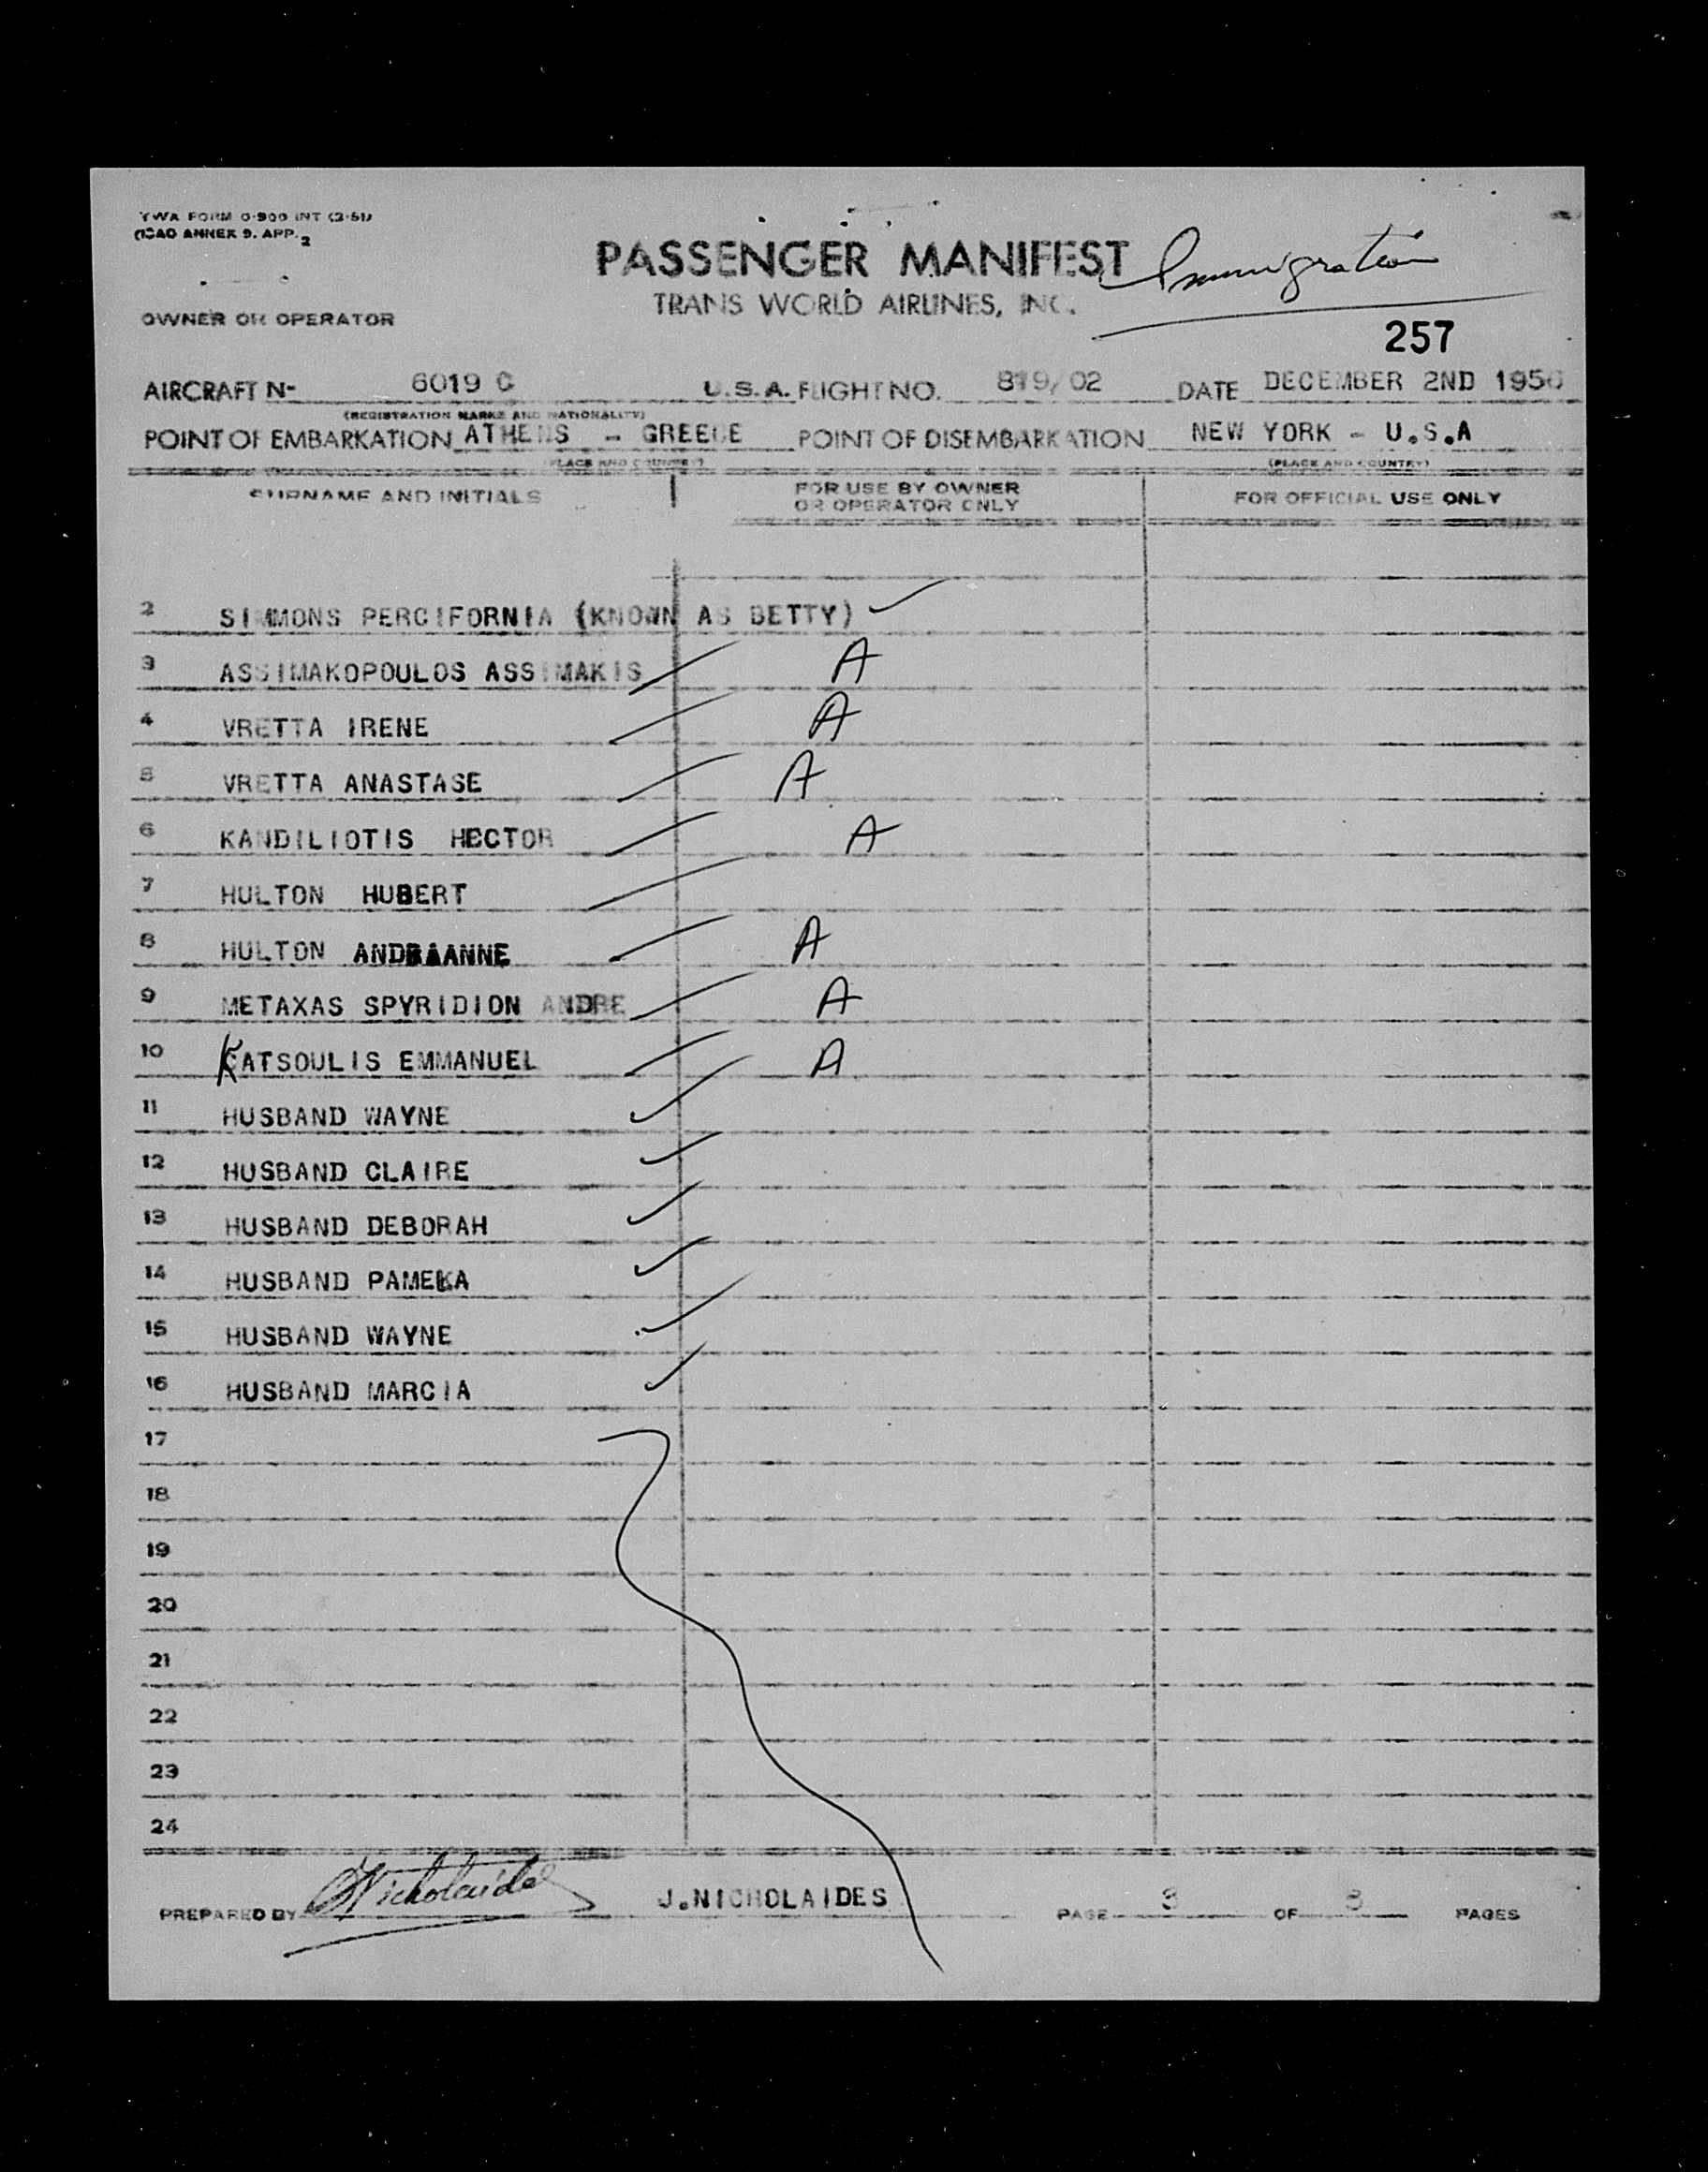 TWA FORM 0-900 INT (3-51)
(ICAO ANNEX 9. APP. 2
PASSENGER MANIFEST Immigration
TRANS WORLD AIRLINES, INC.
OWNER OR OPERATOR
257
AIRCRAFT N- 6019 C U.S.A. FLIGHT NO. 819/02 DATE DECEMBER 2ND 1956
(REGISTRATION MARKS AND NATIONALITY)
POINT OF EMBARKATION ATHENS - GREECE POINT OF DISEMBARKATION NEW YORK - U.S.A
(PLACE AND COUNTRY) (PLACE AND COUNTRY)
SURNAME AND INITIALS FOR USE BY OWNER OR OPERATOR ONLY FOR OFFICIAL USE ONLY
2 SIMMONS PERCIFORNIA (KNOWN AS BETTY)
3 ASSIMAKOPOULOS ASSIMAKIS A
4 VRETTA IRENE A
5 VRETTA ANASTASE A
6 KANDILIOTIS HECTOR A
7 HULTON HUBERT
8 HULTON A
9 METAXAS SPYRIDION ANDRE A
10 KATSOULIS EMMANUEL A
11 HUSBAND WAYNE
12 HUSBAND CLAIRE
13 HUSBAND DEBORAH
14 HUSBAND PAMELA
15 HUSBAND WAYNE
16 HUSBAND MARCIA
17
18
19
20
21
22
23
24
PREPARED BY Nicholaides J.NICHOLAIDES PAGE 3 OF 3 PAGES